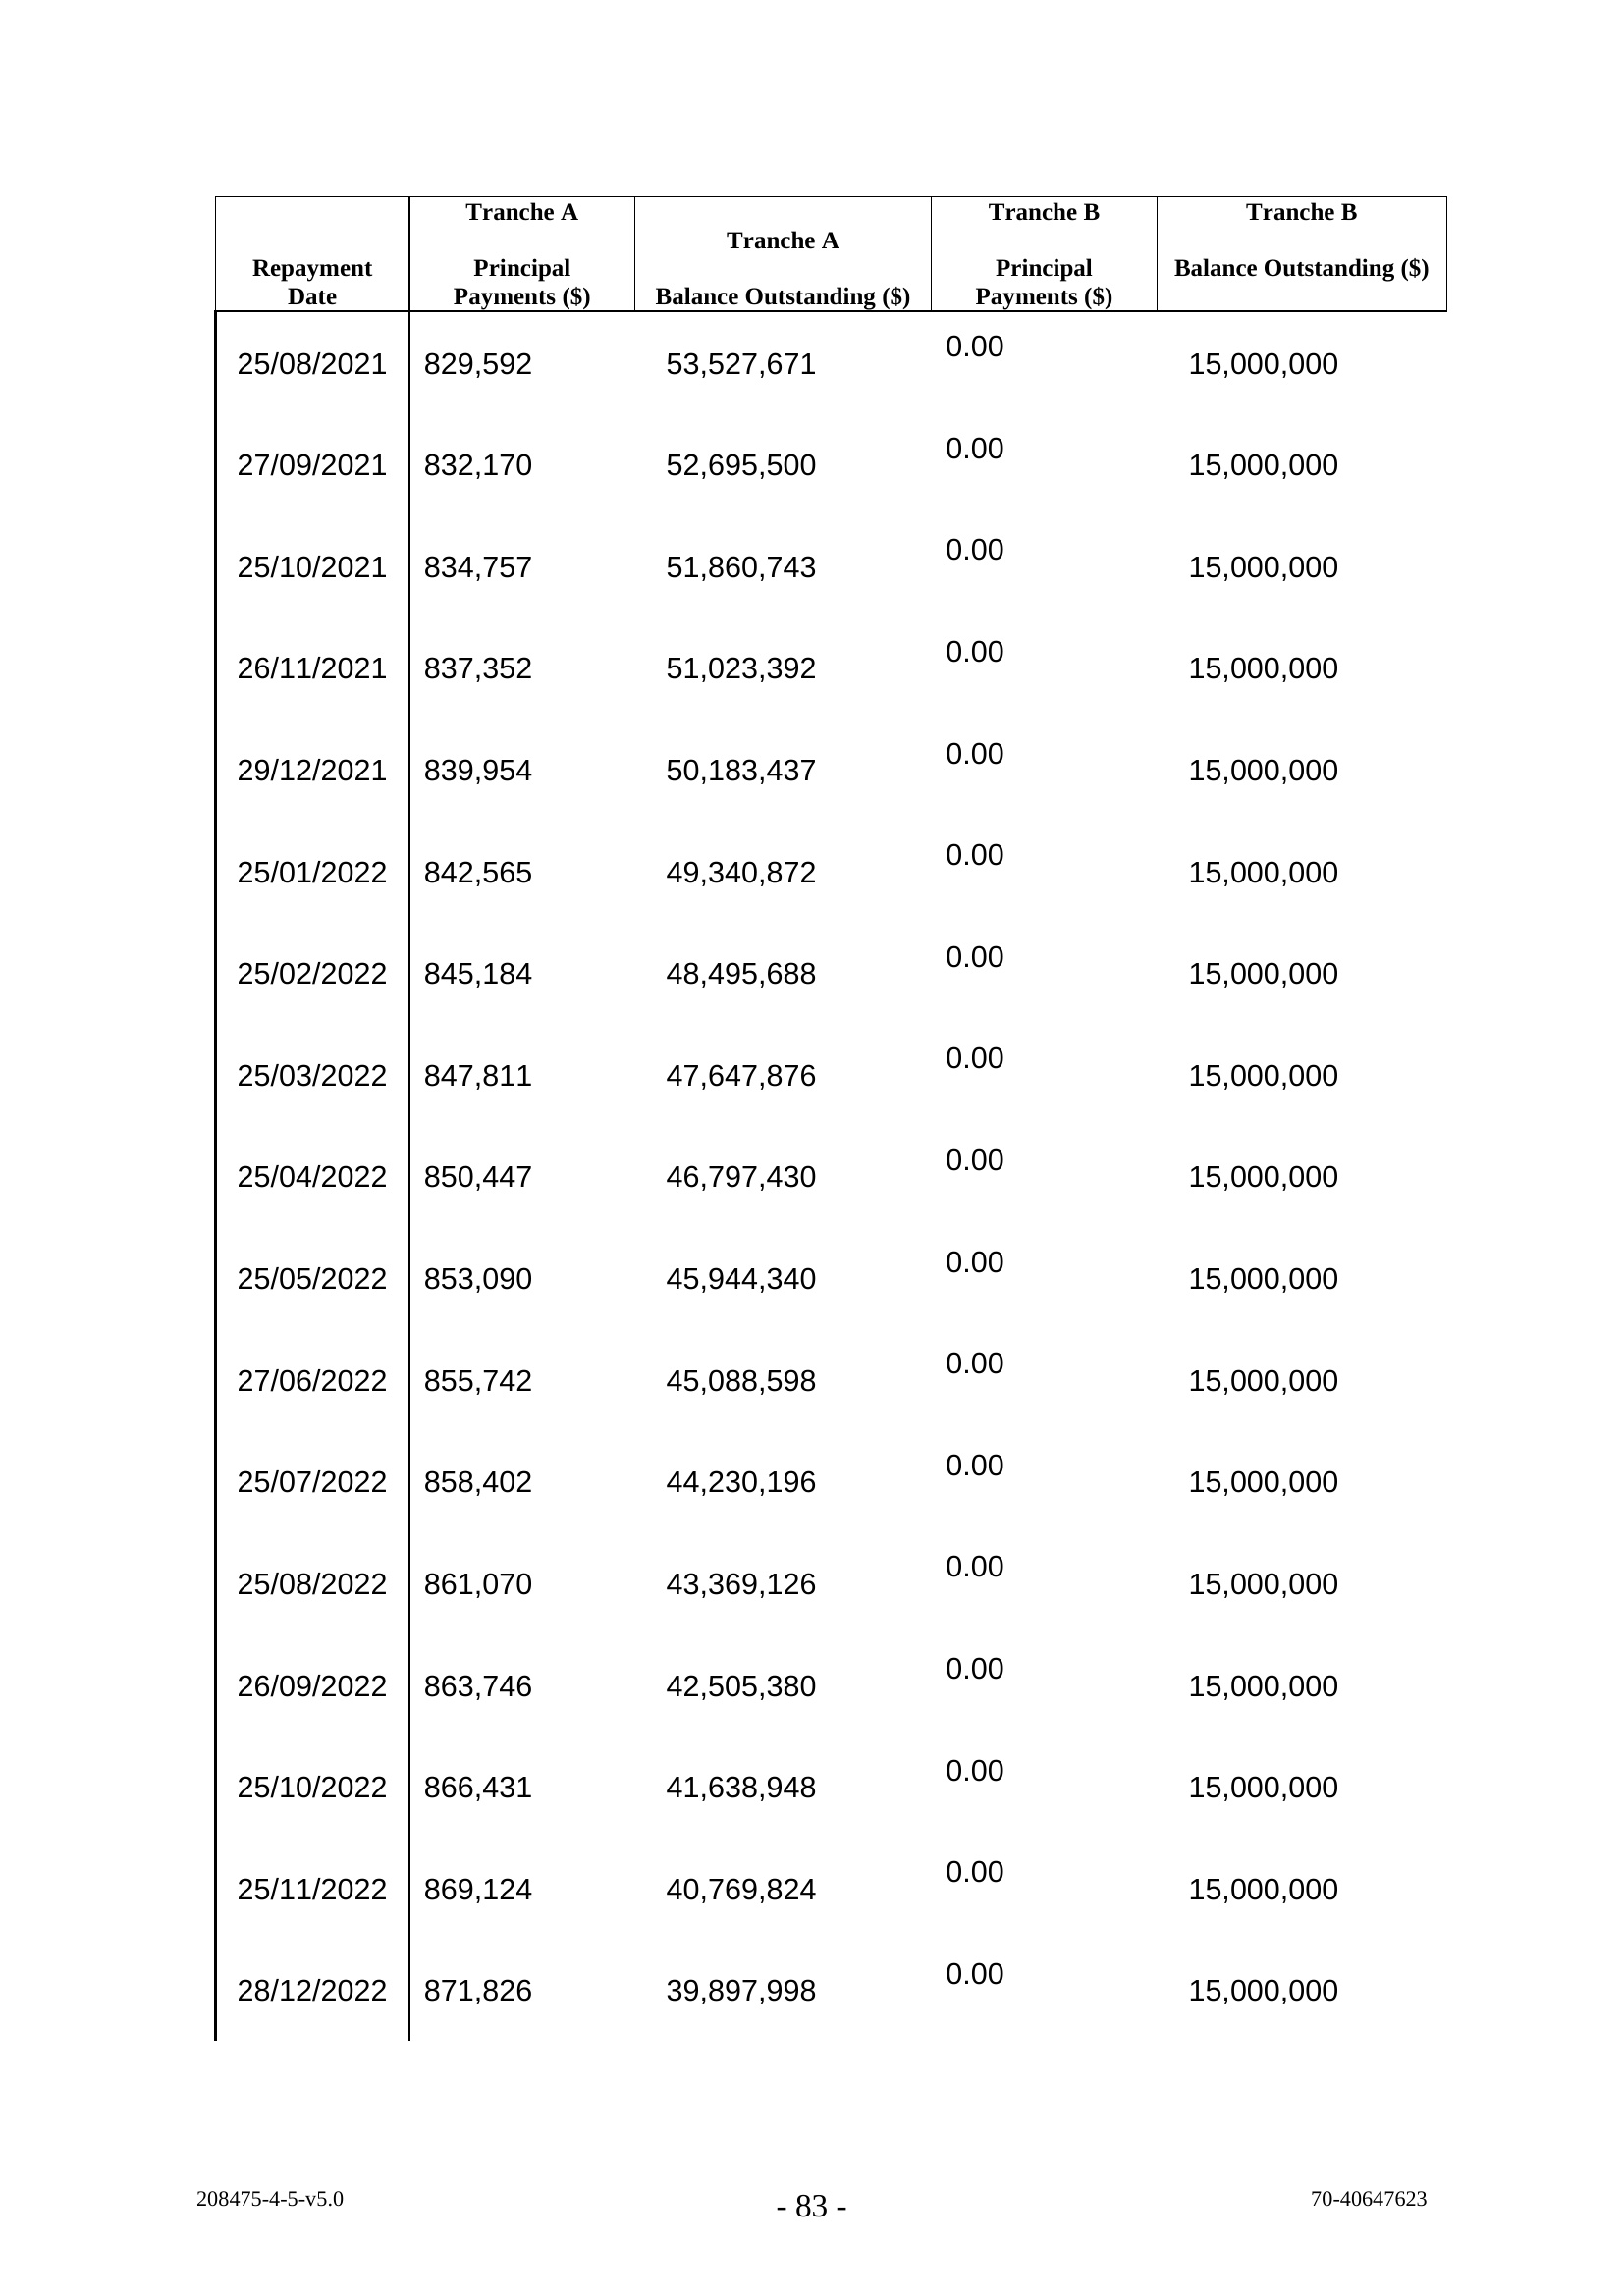 Repayment Date | Tranche A Principal Payments ($) | Tranche A Balance Outstanding ($) | Tranche B Principal Payments ($) | Tranche B Balance Outstanding ($)
25/08/2021 829,592 53,527,671 0.00 15,000,000
27/09/2021 832,170 52,695,500 0.00 15,000,000
25/10/2021 834,757 51,860,743 0.00 15,000,000
26/11/2021 837,352 51,023,392 0.00 15,000,000
29/12/2021 839,954 50,183,437 0.00 15,000,000
25/01/2022 842,565 49,340,872 0.00 15,000,000
25/02/2022 845,184 48,495,688 0.00 15,000,000
25/03/2022 847,811 47,647,876 0.00 15,000,000
25/04/2022 850,447 46,797,430 0.00 15,000,000
25/05/2022 853,090 45,944,340 0.00 15,000,000
27/06/2022 855,742 45,088,598 0.00 15,000,000
25/07/2022 858,402 44,230,196 0.00 15,000,000
25/08/2022 861,070 43,369,126 0.00 15,000,000
26/09/2022 863,746 42,505,380 0.00 15,000,000
25/10/2022 866,431 41,638,948 0.00 15,000,000
25/11/2022 869,124 40,769,824 0.00 15,000,000
28/12/2022 871,826 39,897,998 0.00 15,000,000
208475-4-5-v5.0 - 83 - 70-40647623